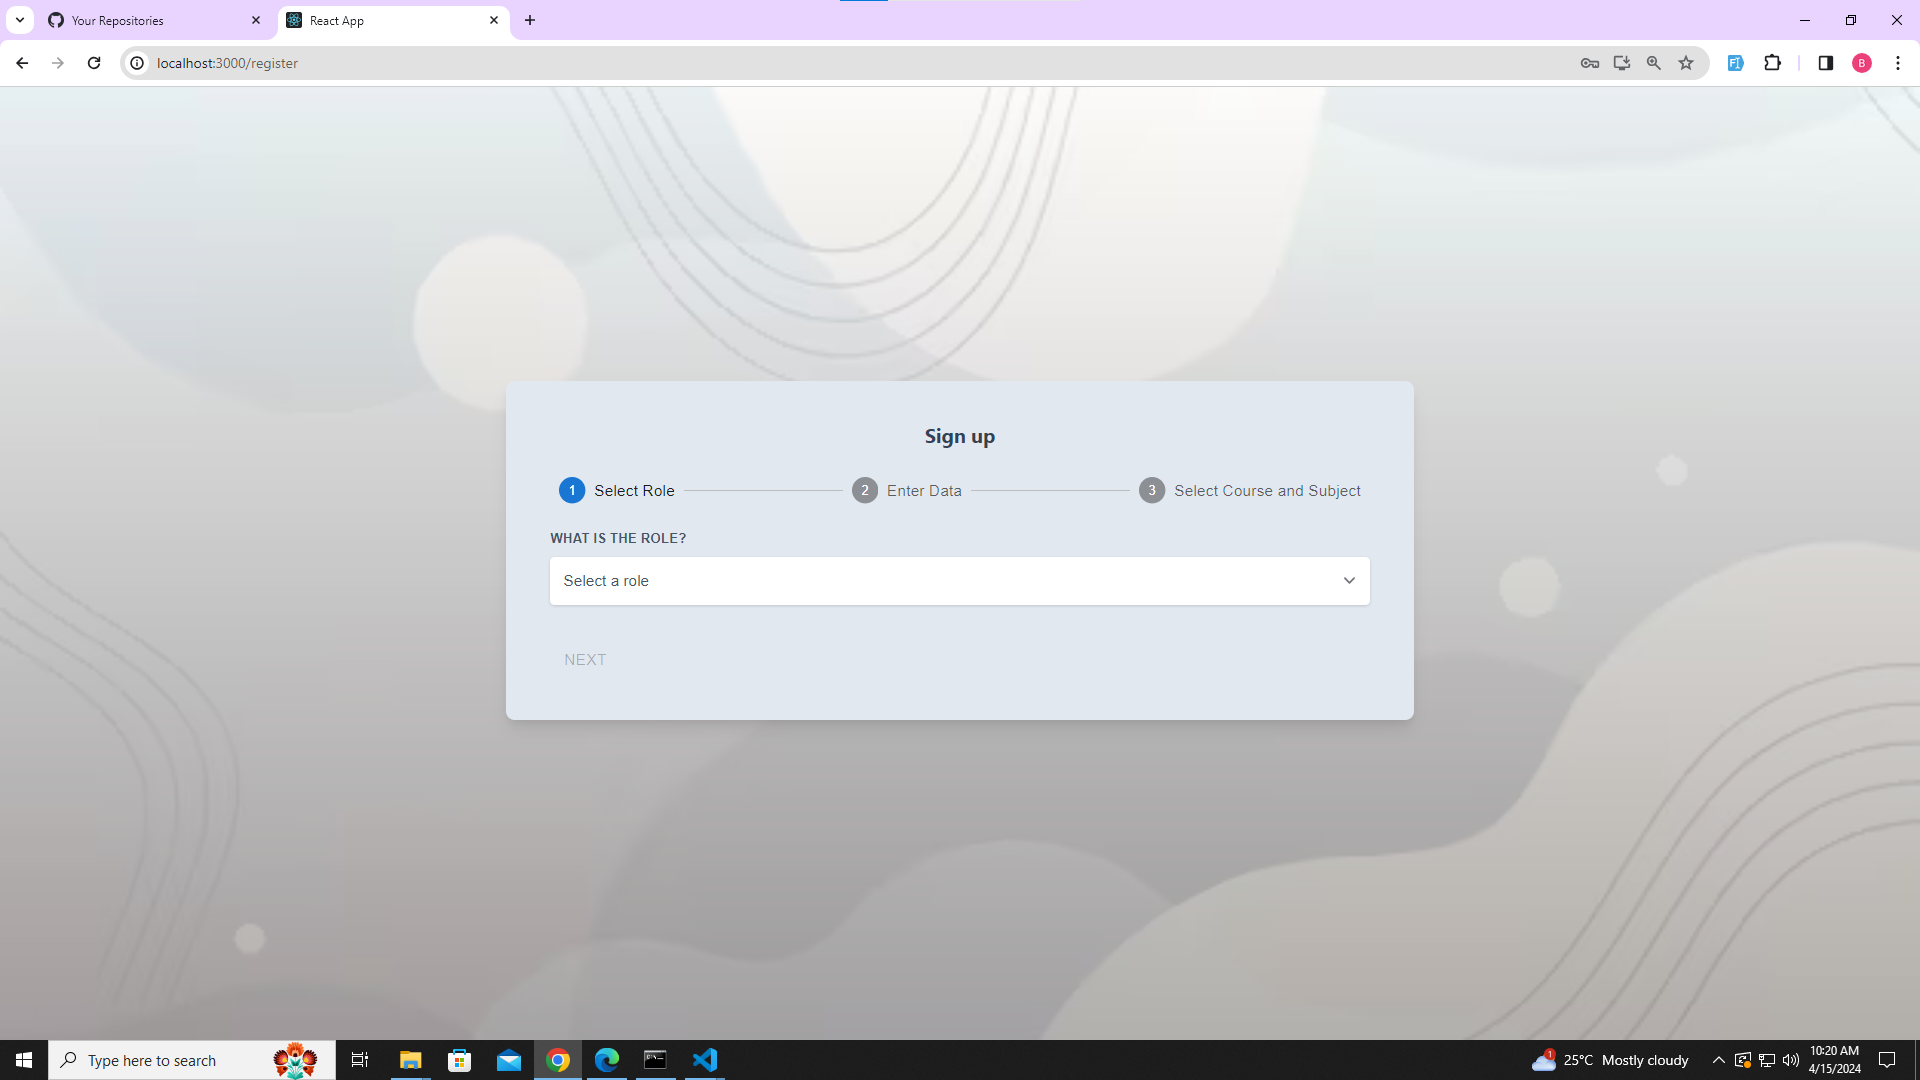 Your Repositories
React App
localhost:3000/register
B
Sign up
1 Select Role
2 Enter Data
3 Select Course and Subject
WHAT IS THE ROLE?
Select a role
NEXT
Type here to search
1
25°C Mostly cloudy
10:20 AM
4/15/2024